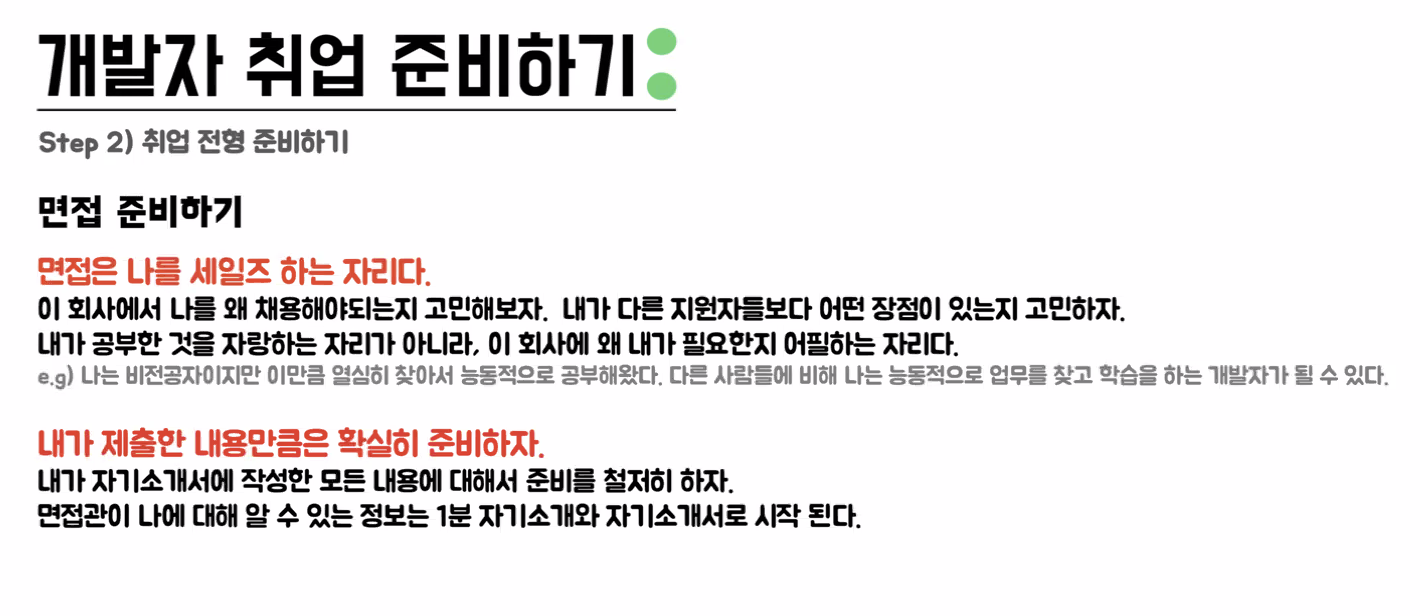 개발자 취업 준비하기:
Step 2) 취업 전형 준비하기
면접 준비하기
면접은 나를 세일즈 하는 자리다.
이 회사에서 나를 왜 채용해야되는지 고민해보자. 내가 다른 지원자들보다 어떤 장점이 있는지 고민하자.
내가 공부한 것을 자랑하는 자리가 아니라, 이 회사에 왜 내가 필요한지 어필하는 자리다.
e.g) 나는 비전공자이지만 이만큼 열심히 찾아서 능동적으로 공부해왔다. 다른 사람들에 비해 나는 능동적으로 업무를 찾고 학습을 하는 개발자가 될 수 있다.
내가 제출한 내용만큼은 확실히 준비하자.
내가 자기소개서에 작성한 모든 내용에 대해서 준비를 철저히 하자.
면접관이 나에 대해 알 수 있는 정보는 1분 자기소개와 자기소개서로 시작 된다.